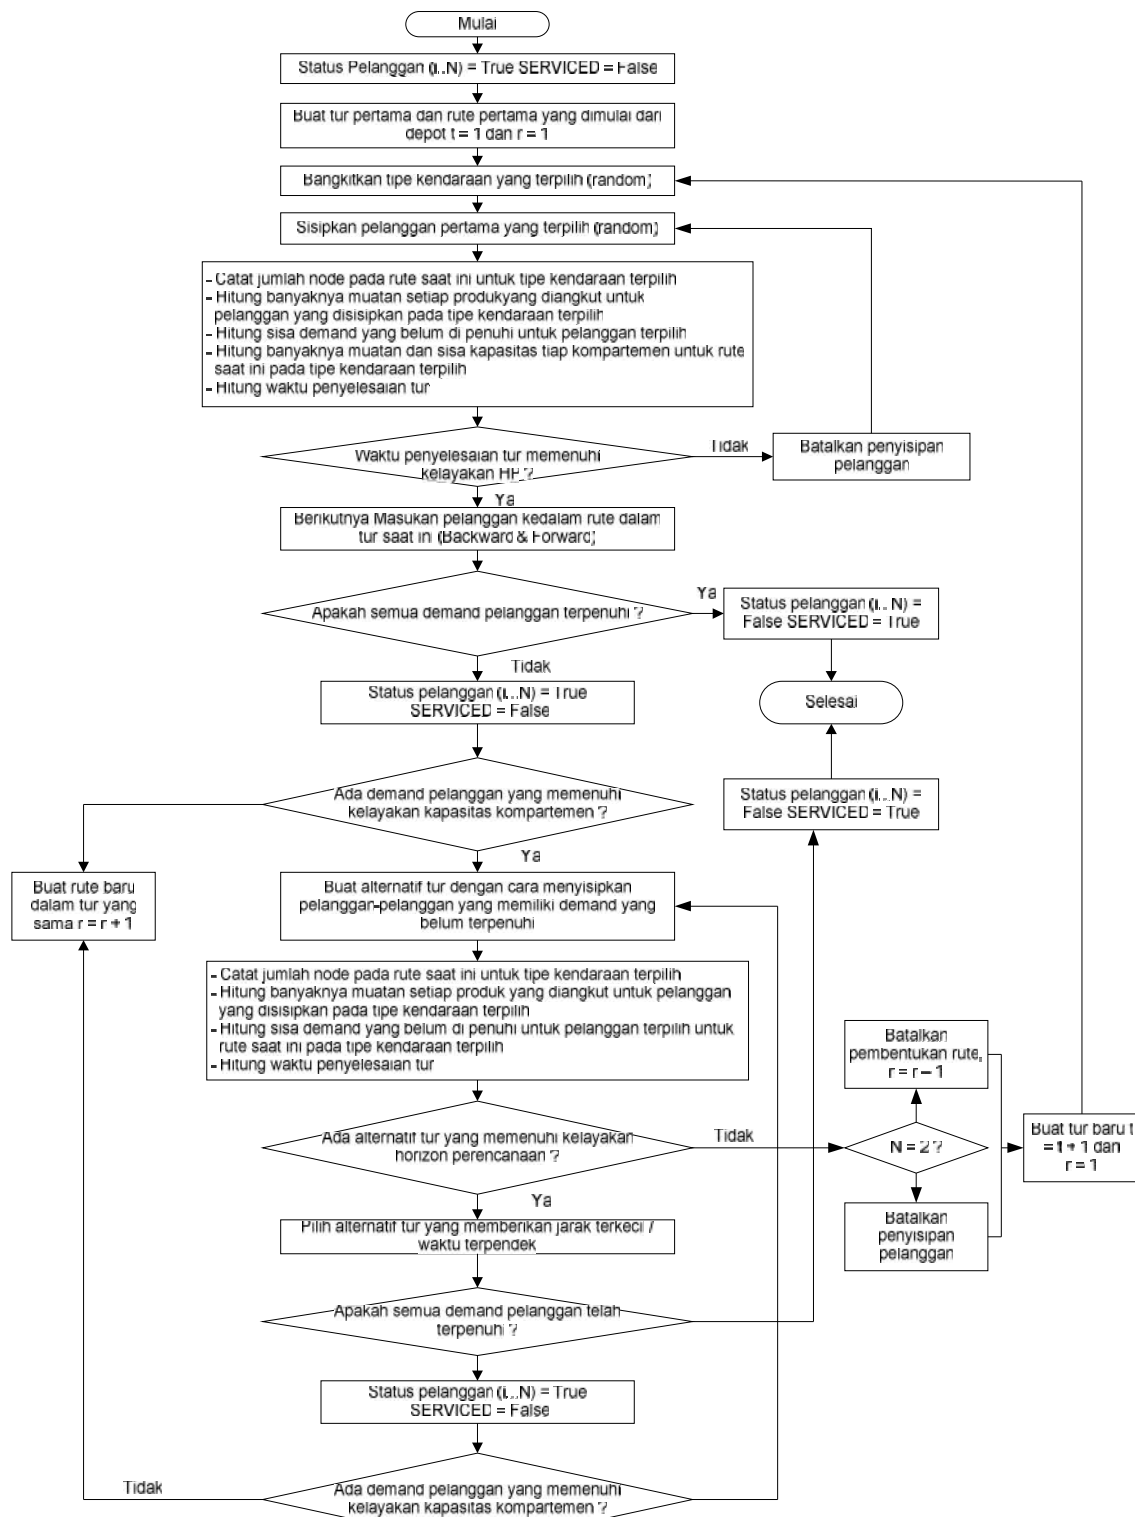 Mulai
Status Pelanggan (i..N) = True SERVICED = False
Buat tur pertama dan rute pertama yang dimulai dari
depot t = 1 dan r = 1
Bangkitkan tipe kendaraan yang terpilih (random)
Sisipkan pelanggan pertama yang terpilih (random)
- Catat jumlah node pada rute saat ini untuk tipe kendaraan terpilih
- Hitung banyaknya muatan setiap produkyang diangkut untuk
pelanggan yang disisipkan pada tipe kendaraan terpilih
- Hitung sisa demand yang belum di penuhi untuk pelanggan terpilih
- Hitung banyaknya muatan dan sisa kapasitas tiap kompartemen untuk rute
saat ini pada tipe kendaraan terpilih
- Hitung waktu penyelesaian tur
Waktu penyelesaian tur memenuhi
kelayakan HP ?
Tidak
Batalkan penyisipan
pelanggan
Ya
Berikutnya Masukan pelanggan kedalam rute dalam
tur saat ini (Backward & Forward)
Apakah semua demand pelanggan terpenuhi ?
Ya
Status pelanggan (i...N) =
False SERVICED = True
Tidak
Status pelanggan (i...N) = True
SERVICED = False
Selesai
Ada demand pelanggan yang memenuhi
kelayakan kapasitas kompartemen ?
Status pelanggan (i...N) =
False SERVICED = True
Ya
Buat rute baru
dalam tur yang
sama r = r + 1
Buat alternatif tur dengan cara menyisipkan
pelanggan-pelanggan yang memiliki demand yang
belum terpenuhi
- Catat jumlah node pada rute saat ini untuk tipe kendaraan terpilih
- Hitung banyaknya muatan setiap produk yang diangkut untuk pelanggan
yang disisipkan pada tipe kendaraan terpilih
- Hitung sisa demand yang belum di penuhi untuk pelanggan terpilih untuk
rute saat ini pada tipe kendaraan terpilih
- Hitung waktu penyelesaian tur
Batalkan
pembentukan rute,
r = r – 1
Ada alternatif tur yang memenuhi kelayakan
horizon perencanaan ?
Tidak
N = 2 ?
Buat tur baru t
= t + 1 dan
r = 1
Ya
Batalkan
penyisipan
pelanggan
Pilih alternatif tur yang memberikan jarak terkecil /
waktu terpendek
Apakah semua demand pelanggan telah
terpenuhi ?
Status pelanggan (i...N) = True
SERVICED = False
Tidak
Ada demand pelanggan yang memenuhi
kelayakan kapasitas kompartemen ?